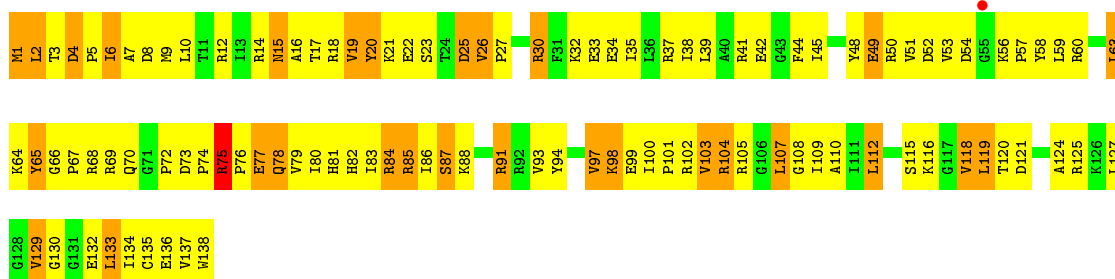 M1 L2 T3 D4 P5 I6 A7 D8 M9 L10 T11 R12 I13 R14 N15 A16 T17 R18 V19 Y20 K21 E22 S23 T24 D25 V26 P27 R30 F31 K32 E33 E34 I35 L36 R37 I38 L39 A40 R41 E42 G43 F44 I45 Y48 E49 R50 V51 D52 V53 D54 G55 K56 P57 Y58 L59 R60 L63
K64 Y65 G66 P67 R68 R69 Q70 G71 P72 D73 P74 R75 P76 E77 Q78 V79 I80 H81 H82 I83 R84 R85 I86 S87 K88 R91 R92 V93 Y94 V97 K98 E99 I100 P101 R102 V103 R104 R105 G106 L107 G108 I109 A110 I111 L112 S115 K116 G117 V118 L119 T120 D121 A124 R125 K126 L127
G128 V129 G130 G131 E132 L133 I134 C135 E136 V137 W138